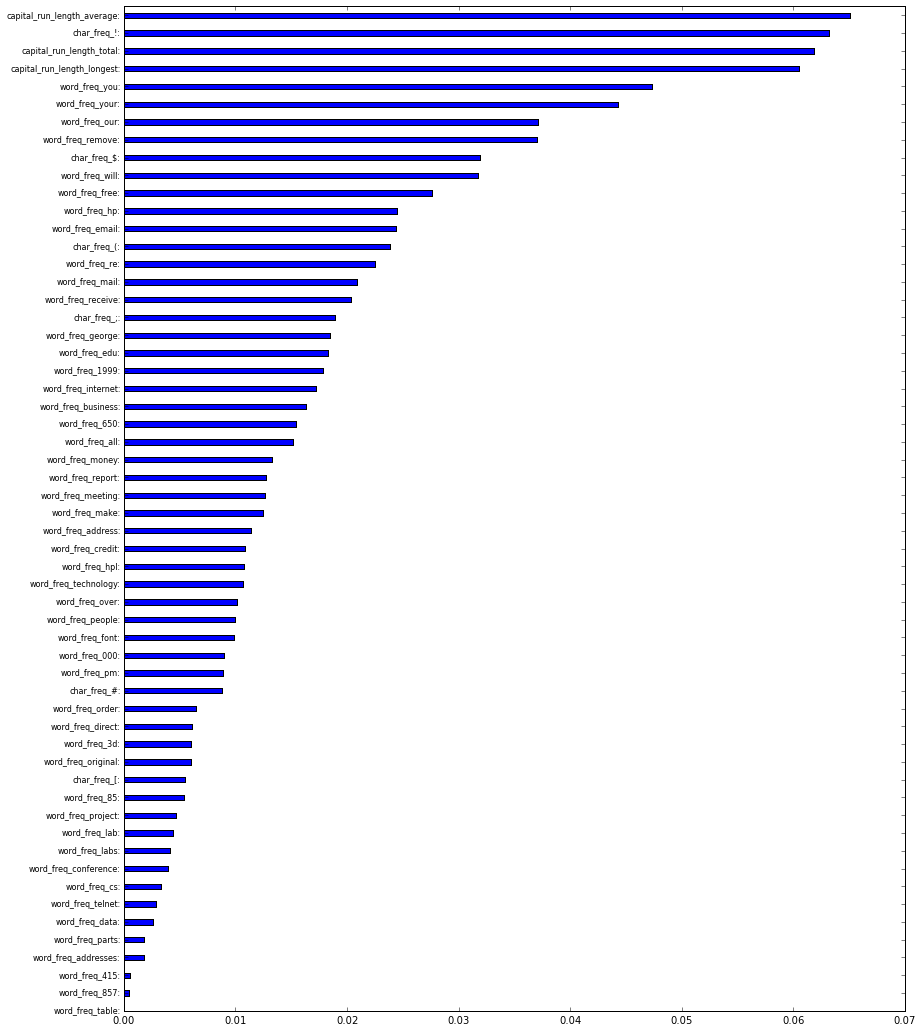 capital_run_length_average:
char_freq_!:
capital_run_length_total:
capital_run_length_longest:
word_freq_you:
word_freq_your:
word_freq_our:
word_freq_remove:
char_freq_$:
word_freq_will:
word_freq_free:
word_freq_hp:
word_freq_email:
char_freq_(:
word_freq_re:
word_freq_mail:
word_freq_receive:
char_freq_;:
word_freq_george:
word_freq_edu:
word_freq_1999:
word_freq_internet:
word_freq_business:
word_freq_650:
word_freq_all:
word_freq_money:
word_freq_report:
word_freq_meeting:
word_freq_make:
word_freq_address:
word_freq_credit:
word_freq_hpl:
word_freq_technology:
word_freq_over:
word_freq_people:
word_freq_font:
word_freq_000:
word_freq_pm:
char_freq_#:
word_freq_order:
word_freq_direct:
word_freq_3d:
word_freq_original:
char_freq_[:
word_freq_85:
word_freq_project:
word_freq_lab:
word_freq_labs:
word_freq_conference:
word_freq_cs:
word_freq_telnet:
word_freq_data:
word_freq_parts:
word_freq_addresses:
word_freq_415:
word_freq_857:
word_freq_table:
0.00 0.01 0.02 0.03 0.04 0.05 0.06 0.07